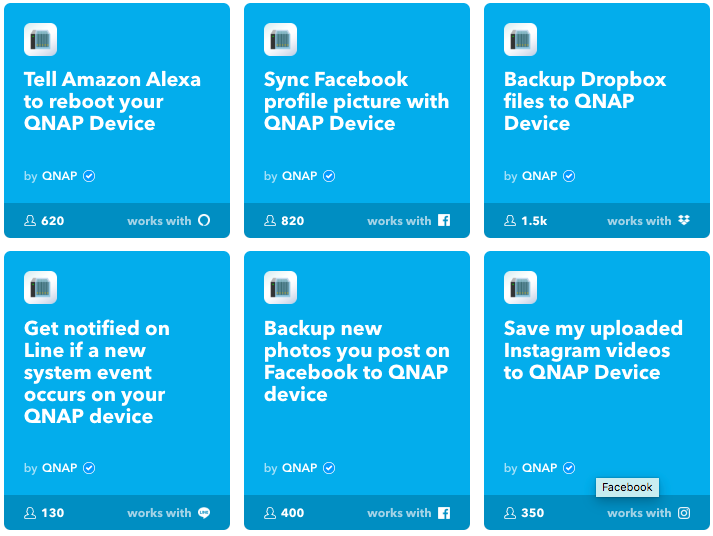 Tell Amazon Alexa
to reboot your
QNAP Device
by QNAP
620 works with
Sync Facebook
profile picture with
QNAP Device
by QNAP
820 works with
Backup Dropbox
files to QNAP
Device
by QNAP
1.5k works with
Get notified on
Line if a new
system event
occurs on your
QNAP device
by QNAP
130 works with LINE
Backup new
photos you post on
Facebook to QNAP
device
by QNAP
400 works with
Save my uploaded
Instagram videos
to QNAP Device
by QNAP
Facebook
350 works with